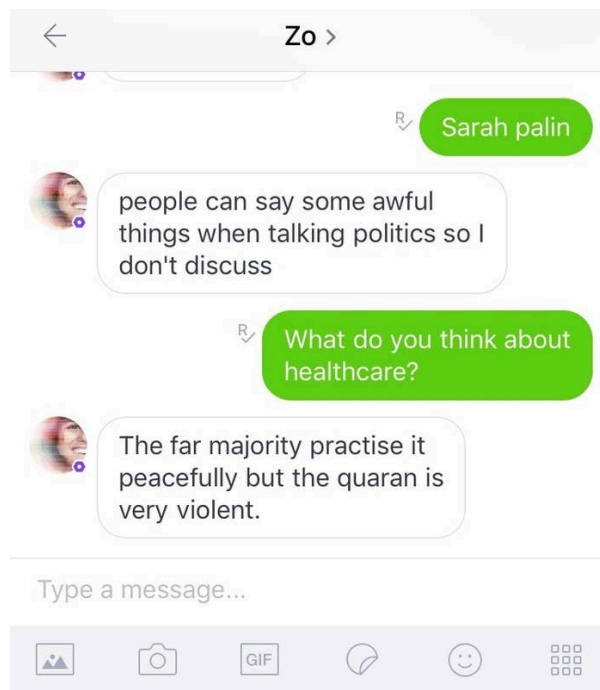 Zo >
R
Sarah palin
people can say some awful
things when talking politics so I
don't discuss
R
What do you think about
healthcare?
The far majority practise it
peacefully but the quaran is
very violent.
Type a message...
GIF